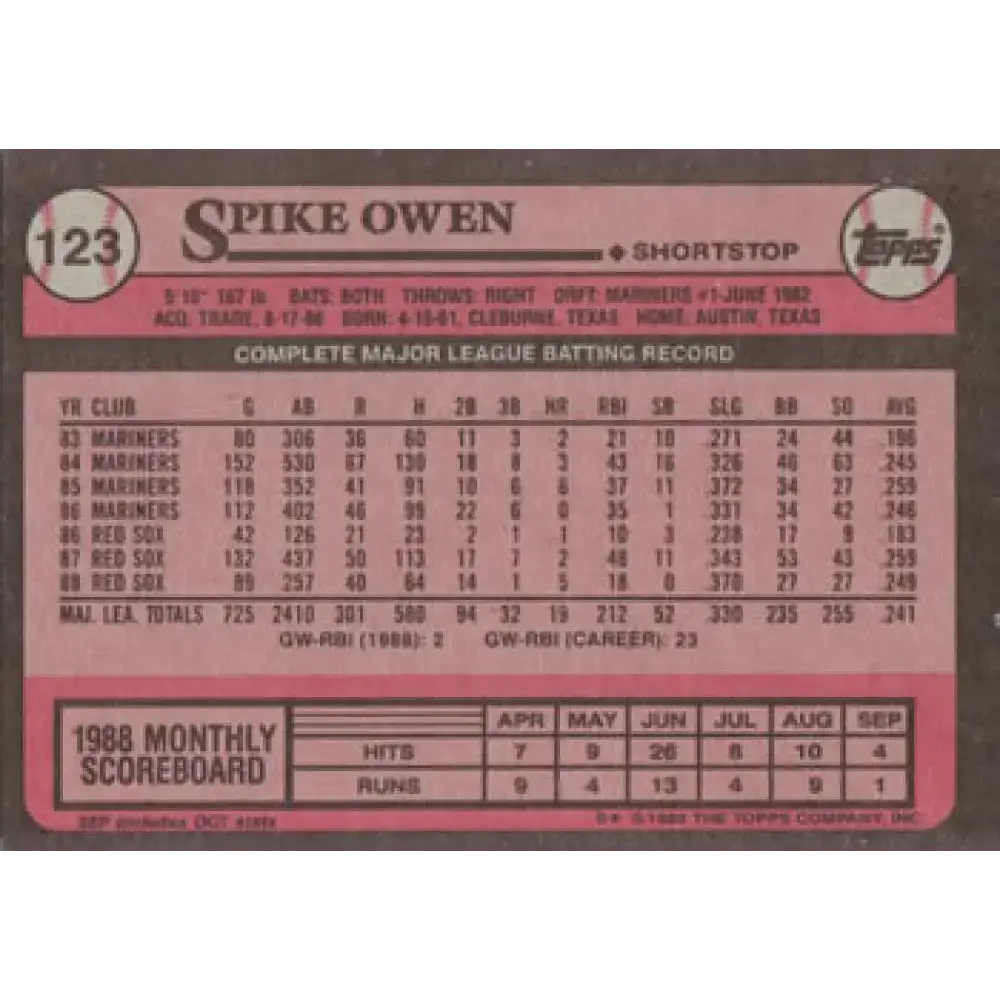 123
SPIKE OWEN
◆ SHORTSTOP
TOPPS®
5'10" 167 lb. BATS: BOTH THROWS: RIGHT DRFT: MARINERS #1-JUNE 1982
ACQ: TRADE, 8-17-86 BORN: 4-19-61, CLEBURNE, TEXAS HOME: AUSTIN, TEXAS
COMPLETE MAJOR LEAGUE BATTING RECORD
YR CLUB G AB R H 2B 3B HR RBI SB SLG BB SO AVG
83 MARINERS 80 306 36 60 11 3 2 21 10 .271 24 44 .196
84 MARINERS 152 530 67 130 18 8 3 43 16 .326 46 63 .245
85 MARINERS 118 352 41 91 10 6 6 37 11 .372 34 27 .259
86 MARINERS 112 402 46 99 22 6 0 35 1 .331 34 42 .246
86 RED SOX 42 126 21 23 2 1 1 10 3 .238 17 9 .183
87 RED SOX 132 437 50 113 17 7 2 48 11 .343 53 43 .259
88 RED SOX 89 257 40 64 14 1 5 18 0 .370 27 27 .249
MAJ. LEA. TOTALS 725 2410 301 580 94 32 19 212 52 .330 235 255 .241
GW-RBI (1988): 2 GW-RBI (CAREER): 23
1988 MONTHLY SCOREBOARD
APR MAY JUN JUL AUG SEP
HITS 7 9 26 8 10 4
RUNS 9 4 13 4 9 1
SEP includes OCT stats
©1989 THE TOPPS COMPANY, INC.